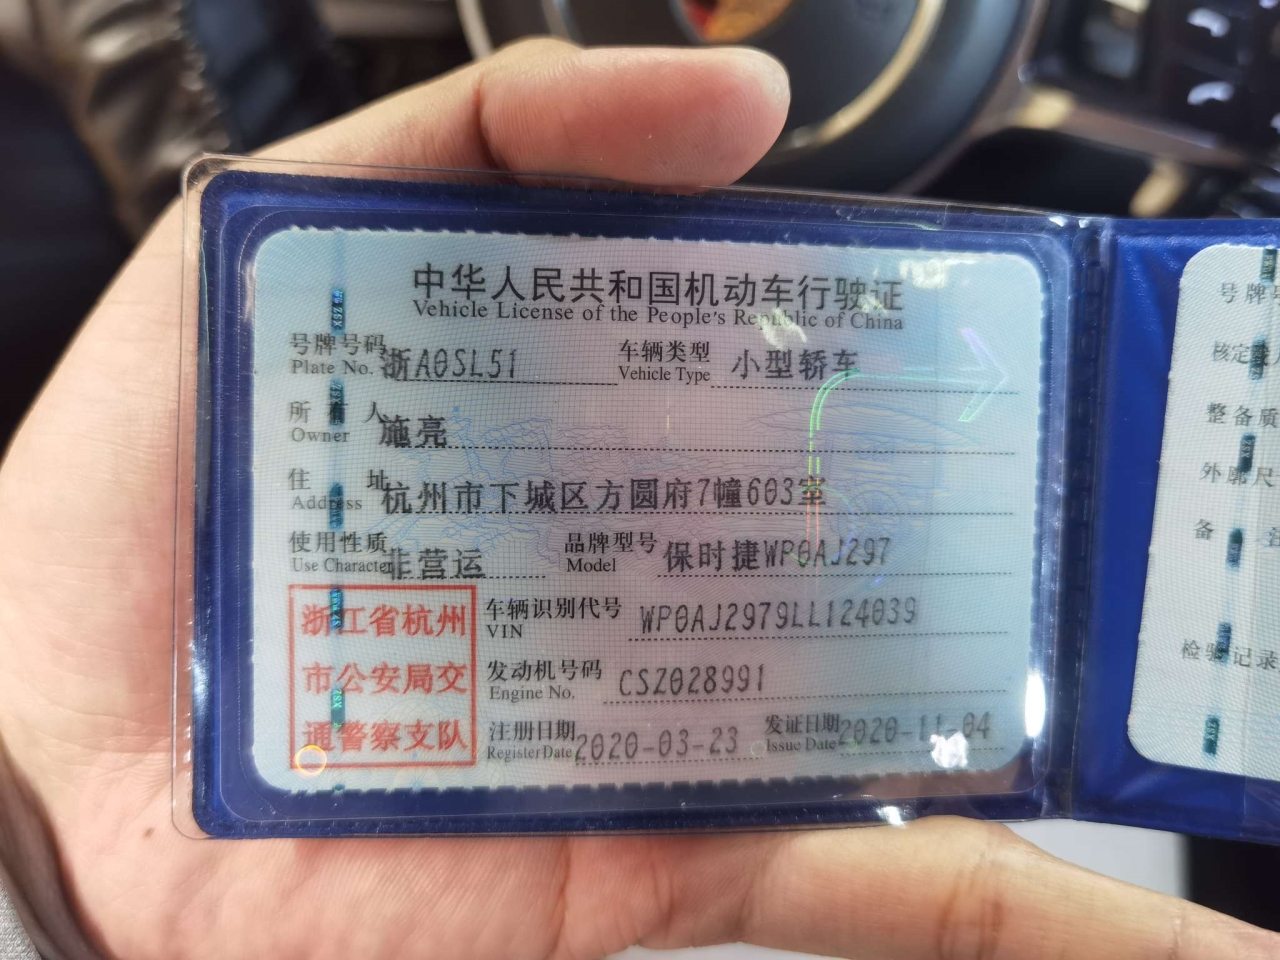 中华人民共和国机动车行驶证
Vehicle License of the People's Republic of China
号牌号码 浙A0SL51 车辆类型 小型轿车
Plate No. Vehicle Type
所有人 施亮
Owner
住址 杭州市下城区方圆府7幢603室
Address
使用性质 非营运 品牌型号 保时捷WP0AJ297
Use Character Model
浙江省杭州
市公安局交
通警察支队
车辆识别代号 WP0AJ2979LL124039
VIN
发动机号码 CSZ028991
Engine No.
注册日期 2020-03-23 发证日期 2020-11-04
Register Date Issue Date
号牌
核定
整备质
外廓尺
备注
检验记录